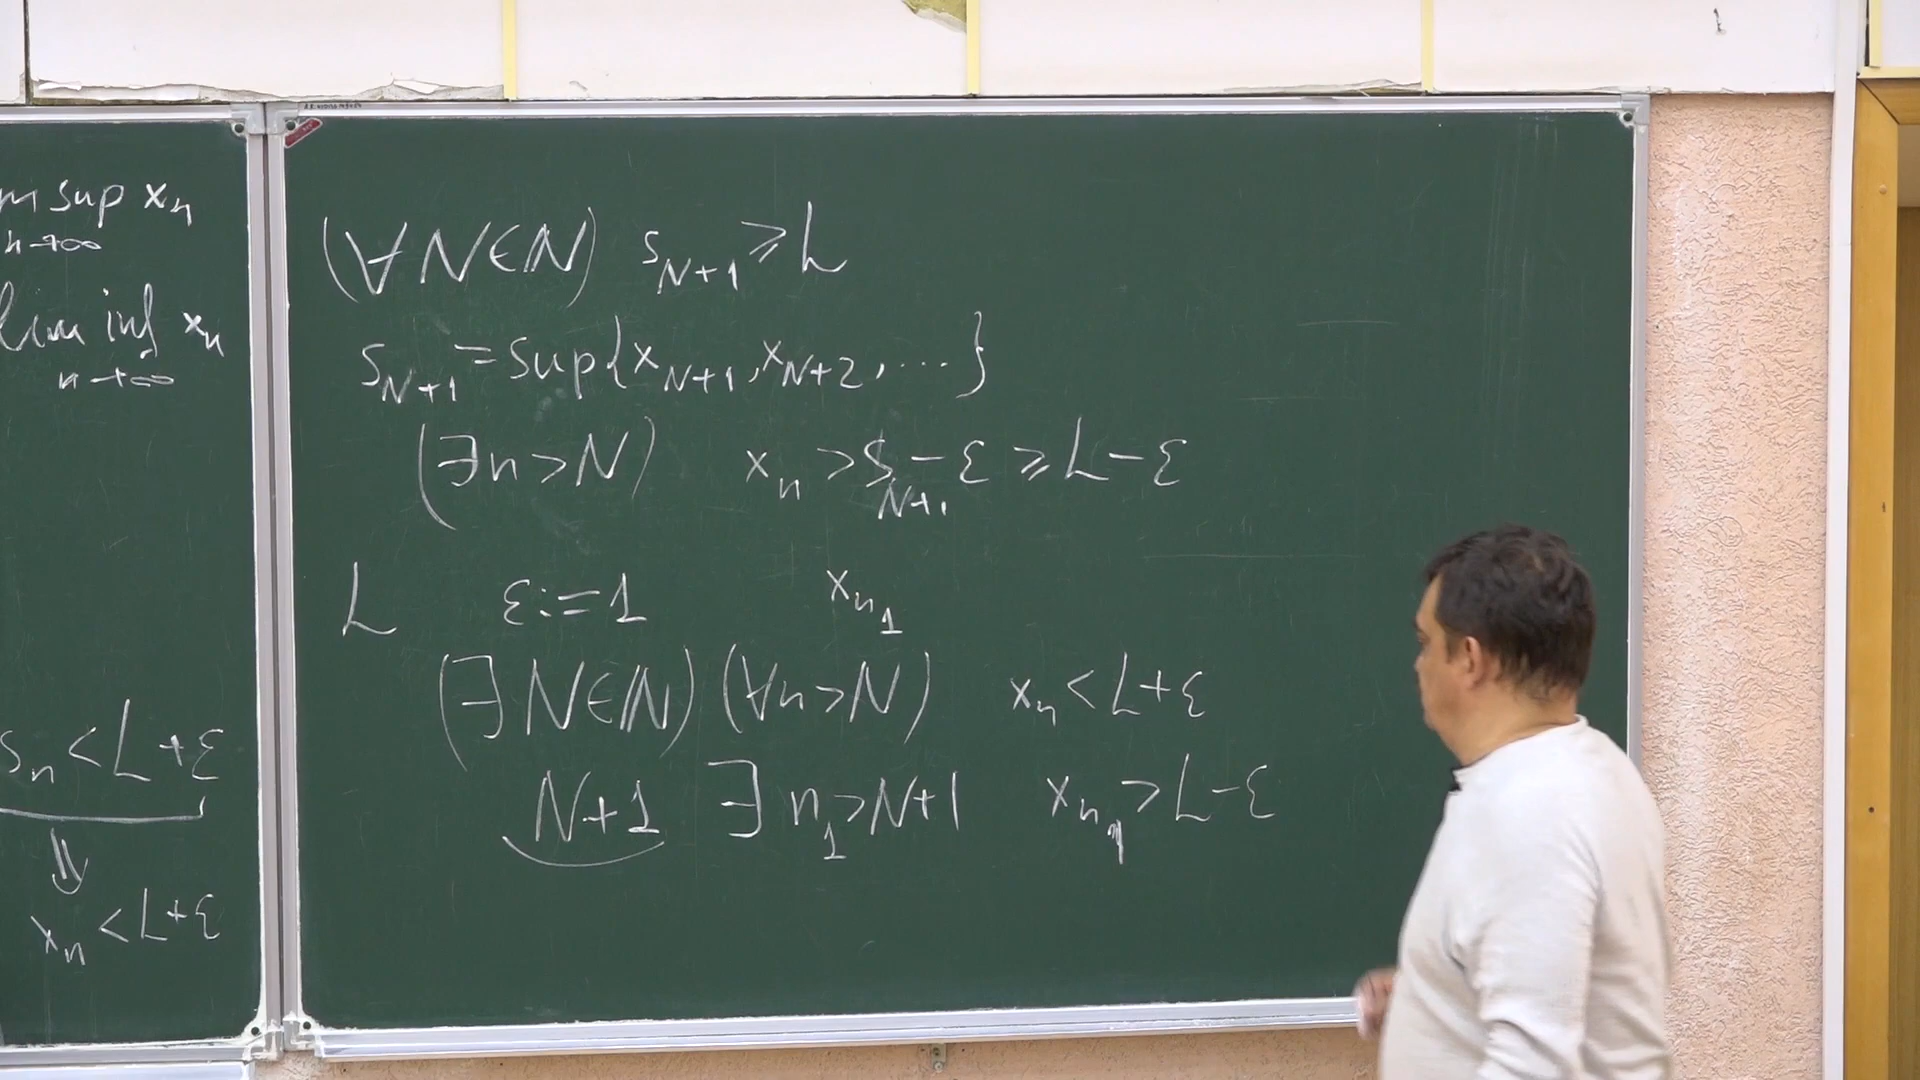 sup xₙ
n→∞
lim inf xₙ
n→∞
sₙ < L+ε
⇓
xₙ < L+ε
(∀N∈ℕ) s_{N+1} ⩾ L
s_{N+1} = sup{x_{N+1}, x_{N+2}, ...}
(∃n>N) xₙ > s_{N+1} − ε ⩾ L−ε
L ε:=1 x_{n₁}
(∃N∈ℕ)(∀n>N) xₙ < L+ε
N+1 ∃ n₁>N+1 x_{n₁} > L−ε